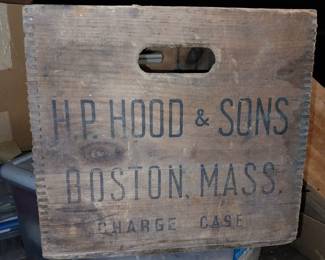 H.P. HOOD & SONS
BOSTON, MASS.
CHARGE CASE